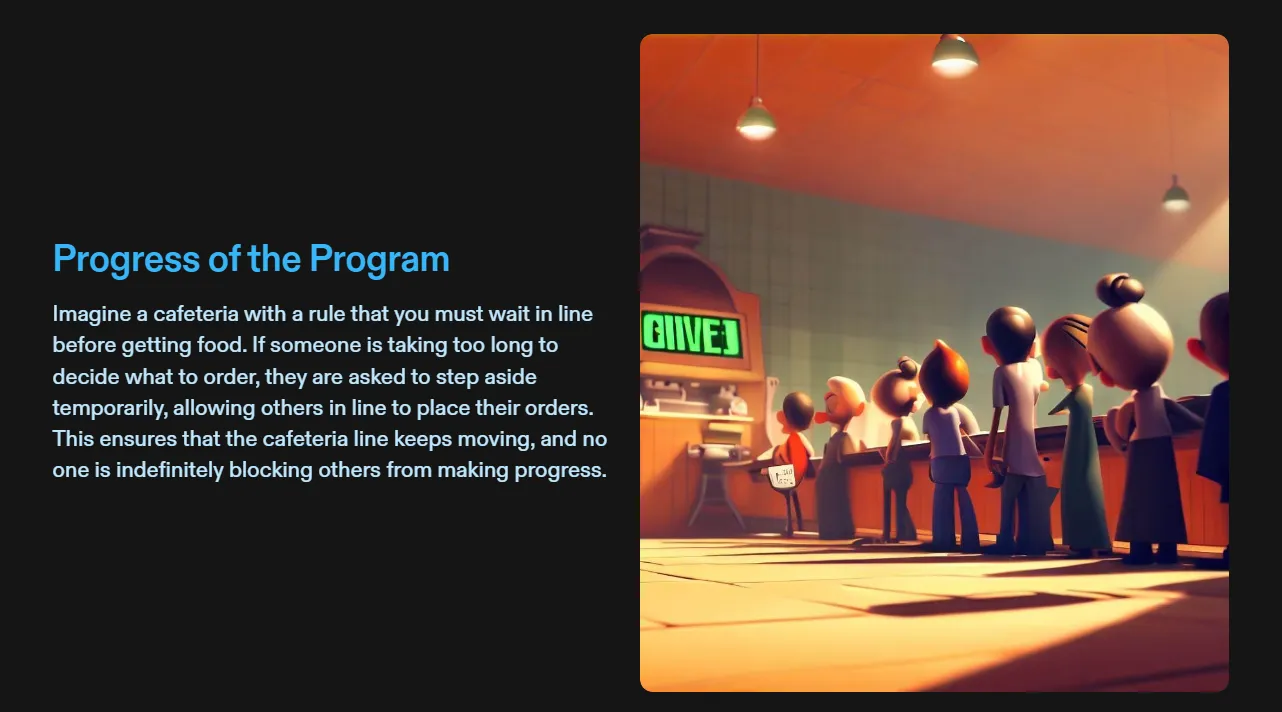 Progress of the Program
Imagine a cafeteria with a rule that you must wait in line
before getting food. If someone is taking too long to
decide what to order, they are asked to step aside
temporarily, allowing others in line to place their orders.
This ensures that the cafeteria line keeps moving, and no
one is indefinitely blocking others from making progress.